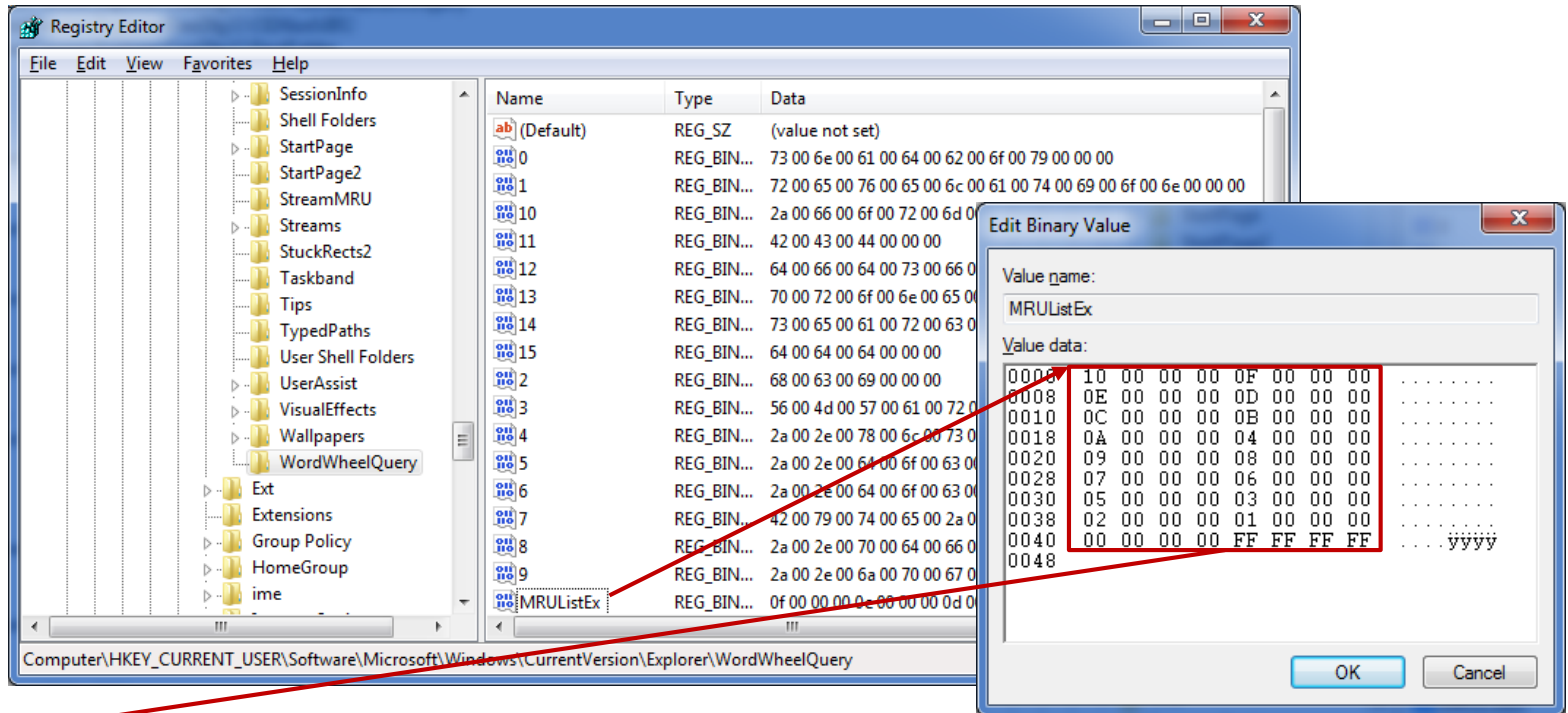 Registry Editor
File Edit View Favorites Help
SessionInfo
Shell Folders
StartPage
StartPage2
StreamMRU
Streams
StuckRects2
Taskband
Tips
TypedPaths
User Shell Folders
UserAssist
VisualEffects
Wallpapers
WordWheelQuery
Ext
Extensions
Group Policy
HomeGroup
ime
Name Type Data
(Default) REG_SZ (value not set)
0 REG_BIN... 73 00 6e 00 61 00 64 00 62 00 6f 00 79 00 00 00
1 REG_BIN... 72 00 65 00 76 00 65 00 6c 00 61 00 74 00 69 00 6f 00 6e 00 00 00
10 REG_BIN... 2a 00 66 00 6f 00 72 00 6d 0
11 REG_BIN... 42 00 43 00 44 00 00 00
12 REG_BIN... 64 00 66 00 64 00 73 00 66 0
13 REG_BIN... 70 00 72 00 6f 00 6e 00 65 00
14 REG_BIN... 73 00 65 00 61 00 72 00 63 0
15 REG_BIN... 64 00 64 00 64 00 00 00
2 REG_BIN... 68 00 63 00 69 00 00 00
3 REG_BIN... 56 00 4d 00 57 00 61 00 72 0
4 REG_BIN... 2a 00 2e 00 78 00 6c 00 73 0
5 REG_BIN... 2a 00 2e 00 64 00 6f 00 63 00
6 REG_BIN... 2a 00 2e 00 64 00 6f 00 63 00
7 REG_BIN... 42 00 79 00 74 00 65 00 2a 0
8 REG_BIN... 2a 00 2e 00 70 00 64 00 66 0
9 REG_BIN... 2a 00 2e 00 6a 00 70 00 67 0
MRUListEx REG_BIN... 0f 00 00 00 0e 00 00 00 0d 0
Computer\HKEY_CURRENT_USER\Software\Microsoft\Windows\CurrentVersion\Explorer\WordWheelQuery
Edit Binary Value
Value name:
MRUListEx
Value data:
0000 10 00 00 00 0F 00 00 00 ........
0008 0E 00 00 00 0D 00 00 00 ........
0010 0C 00 00 00 0B 00 00 00 ........
0018 0A 00 00 00 04 00 00 00 ........
0020 09 00 00 00 08 00 00 00 ........
0028 07 00 00 00 06 00 00 00 ........
0030 05 00 00 00 03 00 00 00 ........
0038 02 00 00 00 01 00 00 00 ........
0040 00 00 00 00 FF FF FF FF ....ÿÿÿÿ
0048
OK Cancel